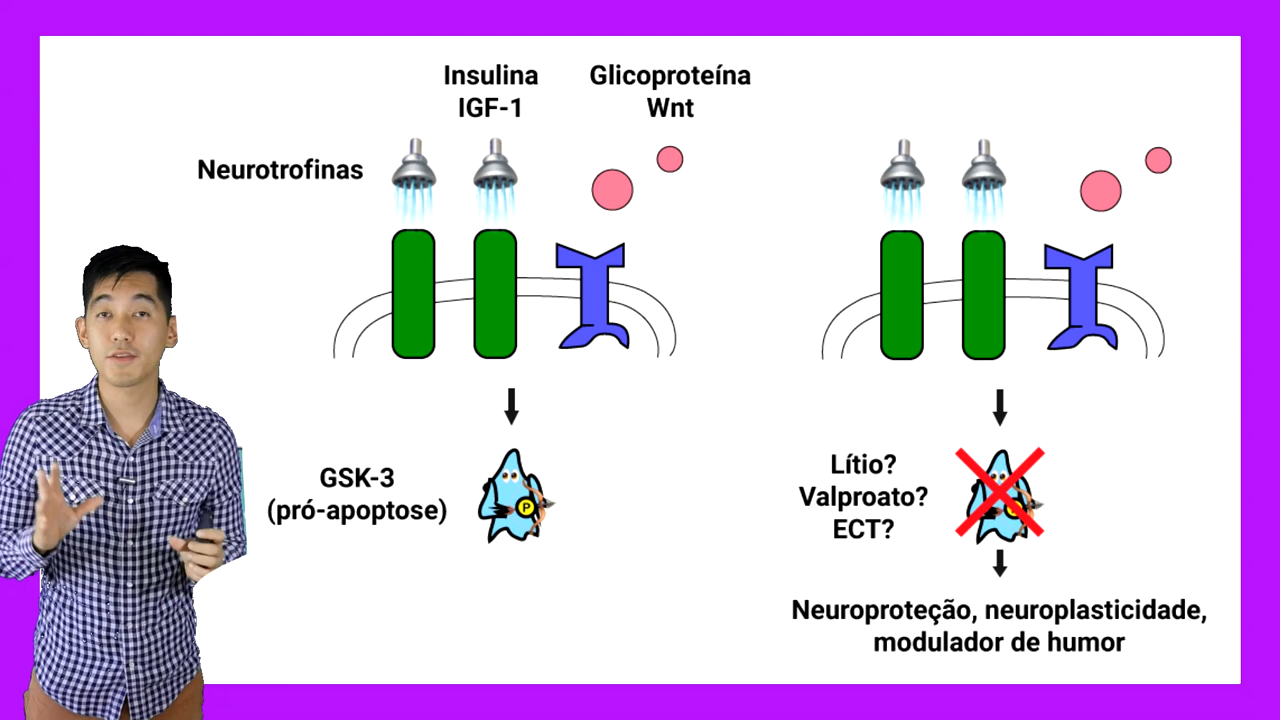 Insulina
IGF-1
Glicoproteína
Wnt
Neurotrofinas
GSK-3
(pró-apoptose)
P
Lítio?
Valproato?
ECT?
Neuroproteção, neuroplasticidade,
modulador de humor